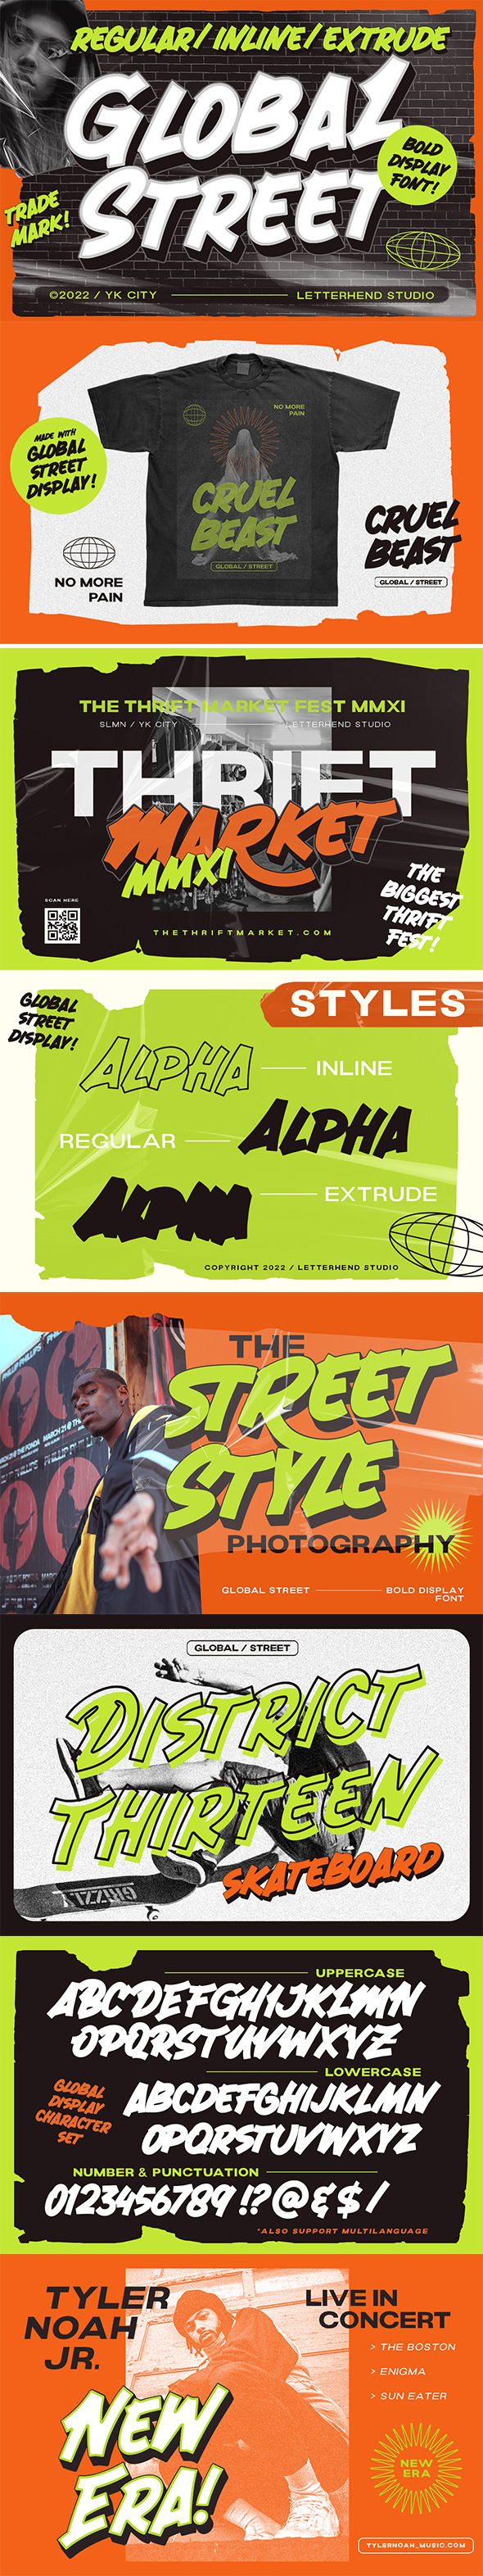 REGULAR/ INLINE/ EXTRUDE
GLOBAL
STREET
BOLD
DISPLAY
FONT!
TRADE
MARK!
©2022 / YK CITY
LETTERHEND STUDIO
MADE WITH
GLOBAL
STREET
DISPLAY!
NO MORE
PAIN
CRUEL
BEAST
GLOBAL / STREET
NO MORE
PAIN
CRUEL
BEAST
GLOBAL / STREET
THE THRIFT MARKET FEST MMXI
SLMN / YK CITY
LETTERHEND STUDIO
THRIFT
MARKET
MMXI
THE
BIGGEST
THRIFT
FEST!
SCAN HERE
THETHRIFTMARKET.COM
GLOBAL
STREET
DISPLAY!
STYLES
ALPHA
INLINE
REGULAR
ALPHA
ALPHA
EXTRUDE
COPYRIGHT 2022 / LETTERHEND STUDIO
THE
STREET
STYLE
PHOTOGRAPHY
GLOBAL STREET
BOLD DISPLAY
FONT
GLOBAL / STREET
DISTRICT
THIRTEEN
SKATEBOARD
UPPERCASE
ABCDEFGHIJKLMN
OPQRSTUVWXYZ
LOWERCASE
GLOBAL
DISPLAY
CHARACTER
SET
ABCDEFGHIJKLMN
OPQRSTUVWXYZ
NUMBER & PUNCTUATION
0123456789 !?@&$/
*ALSO SUPPORT MULTILANGUAGE
TYLER
NOAH
JR.
LIVE IN
CONCERT
> THE BOSTON
> ENIGMA
> SUN EATER
NEW
ERA!
NEW
ERA
TYLERNOAH_MUSIC.COM